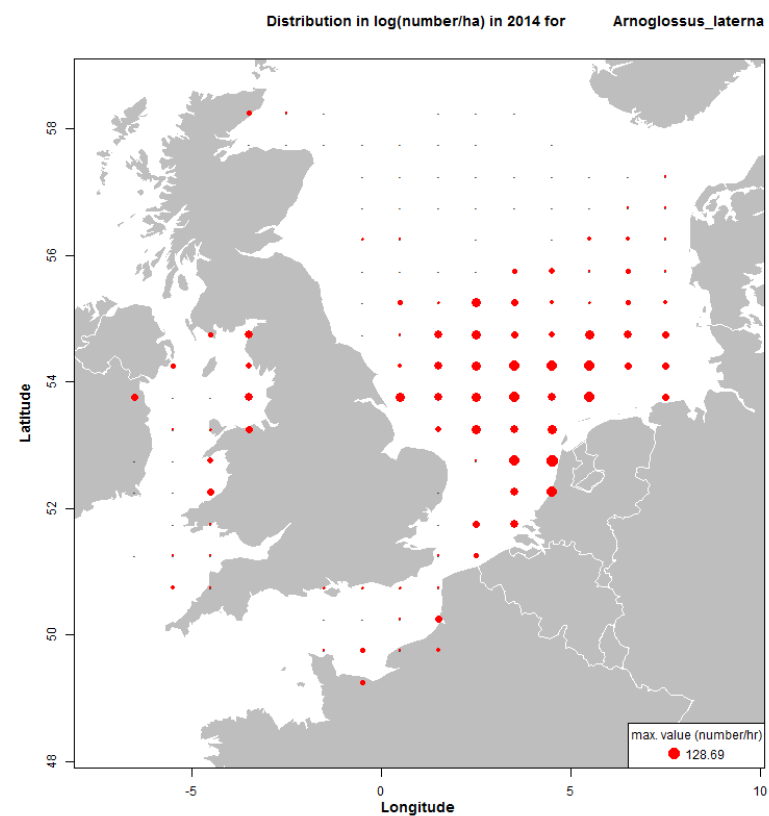 Distribution in log(number/ha) in 2014 for Arnoglossus_laterna
58
56
54
52
50
48
Latitude
-5
0
5
10
Longitude
max. value (number/hr)
128.69